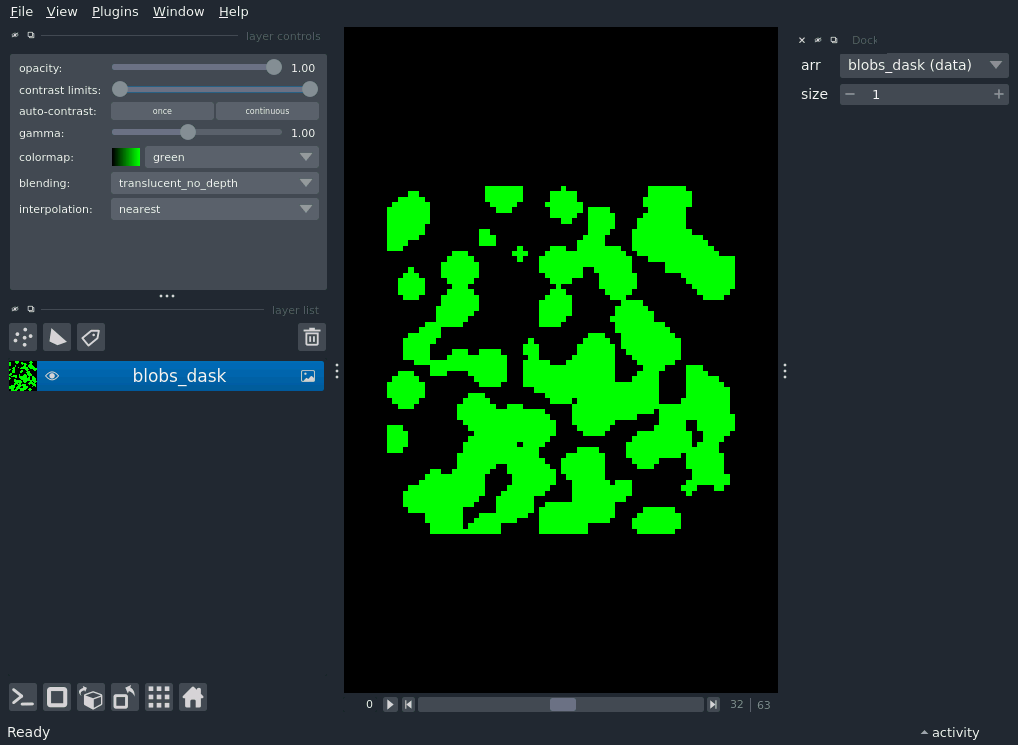 File View Plugins Window Help
layer controls
opacity: 1.00
contrast limits:
auto-contrast: once continuous
gamma: 1.00
colormap: green
blending: translucent_no_depth
interpolation: nearest
layer list
blobs_dask
0 32 63
Ready
Dock
arr blobs_dask (data)
size 1
activity